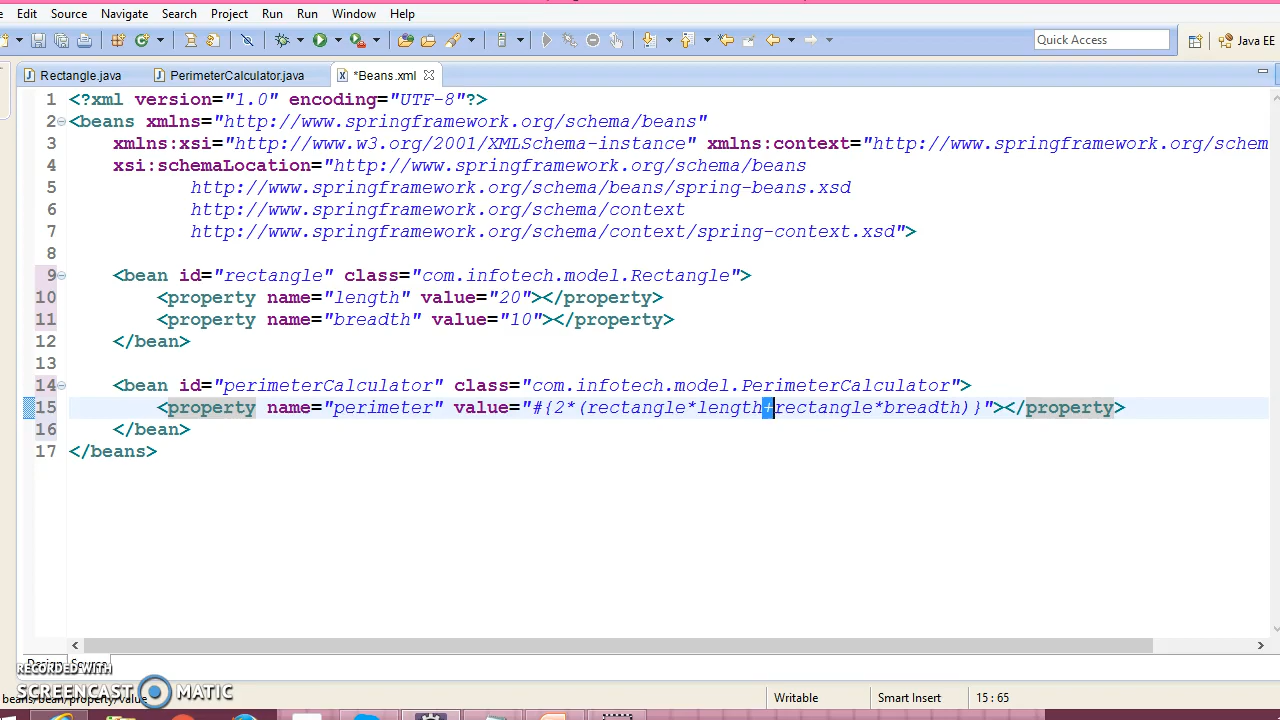 Edit Source Navigate Search Project Run Run Window Help
Quick Access Java EE
Rectangle.java PerimeterCalculator.java *Beans.xml
1 <?xml version="1.0" encoding="UTF-8"?>
2 <beans xmlns="http://www.springframework.org/schema/beans"
3 xmlns:xsi="http://www.w3.org/2001/XMLSchema-instance" xmlns:context="http://www.springframework.org/schem
4 xsi:schemaLocation="http://www.springframework.org/schema/beans
5 http://www.springframework.org/schema/beans/spring-beans.xsd
6 http://www.springframework.org/schema/context
7 http://www.springframework.org/schema/context/spring-context.xsd">
8
9 <bean id="rectangle" class="com.infotech.model.Rectangle">
10 <property name="length" value="20"></property>
11 <property name="breadth" value="10"></property>
12 </bean>
13
14 <bean id="perimeterCalculator" class="com.infotech.model.PerimeterCalculator">
15 <property name="perimeter" value="#{2*(rectangle*length+rectangle*breadth)}"></property>
16 </bean>
17 </beans>
Design Source
RECORDED WITH
SCREENCAST MATIC
beans/bean/property/value
Writable Smart Insert 15 : 65